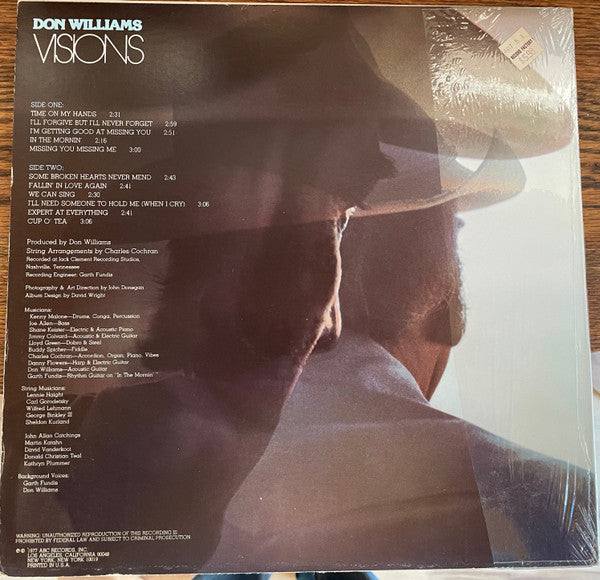 DON WILLIAMS
VISIONS
RECORD FACTORY
SIDE ONE:
TIME ON MY HANDS 2:31
I'LL FORGIVE BUT I'LL NEVER FORGET 2:59
I'M GETTING GOOD AT MISSING YOU 2:51
IN THE MORNIN' 2:16
MISSING YOU MISSING ME 3:00
SIDE TWO:
SOME BROKEN HEARTS NEVER MEND 2:43
FALLIN' IN LOVE AGAIN 2:41
WE CAN SING 2:30
I'LL NEED SOMEONE TO HOLD ME (WHEN I CRY) 3:06
EXPERT AT EVERYTHING 2:41
CUP O' TEA 3:06
Produced by Don Williams
String Arrangements by Charles Cochran
Recorded at Jack Clement Recording Studios,
Nashville, Tennessee
Recording Engineer: Garth Fundis
Photography & Art Direction by John Donegan
Album Design by David Wright
Musicians:
Kenny Malone—Drums, Conga, Percussion
Joe Allen—Bass
Shane Keister—Electric & Acoustic Piano
Jimmy Colvard—Acoustic & Electric Guitar
Lloyd Green—Dobro & Steel
Buddy Spicher—Fiddle
Charles Cochran—Accordion, Organ, Piano, Vibes
Danny Flowers—Harp & Electric Guitar
Don Williams—Acoustic Guitar
Garth Fundis—Rhythm Guitar on "In The Mornin'"
String Musicians:
Lennie Haight
Carl Gorodetzky
Wilfred Lehmann
George Binkley III
Sheldon Kurland
John Allan Catchings
Martin Katahn
David Vanderkooi
Donald Christian Teal
Kathryn Plummer
Background Voices:
Garth Fundis
Don Williams
WARNING: UNAUTHORIZED REPRODUCTION OF THIS RECORDING IS
PROHIBITED BY FEDERAL LAW AND SUBJECT TO CRIMINAL PROSECUTION
© ℗ 1977 ABC RECORDS, INC.
LOS ANGELES, CALIFORNIA 90048
NEW YORK, NEW YORK 10019
PRINTED IN U.S.A.